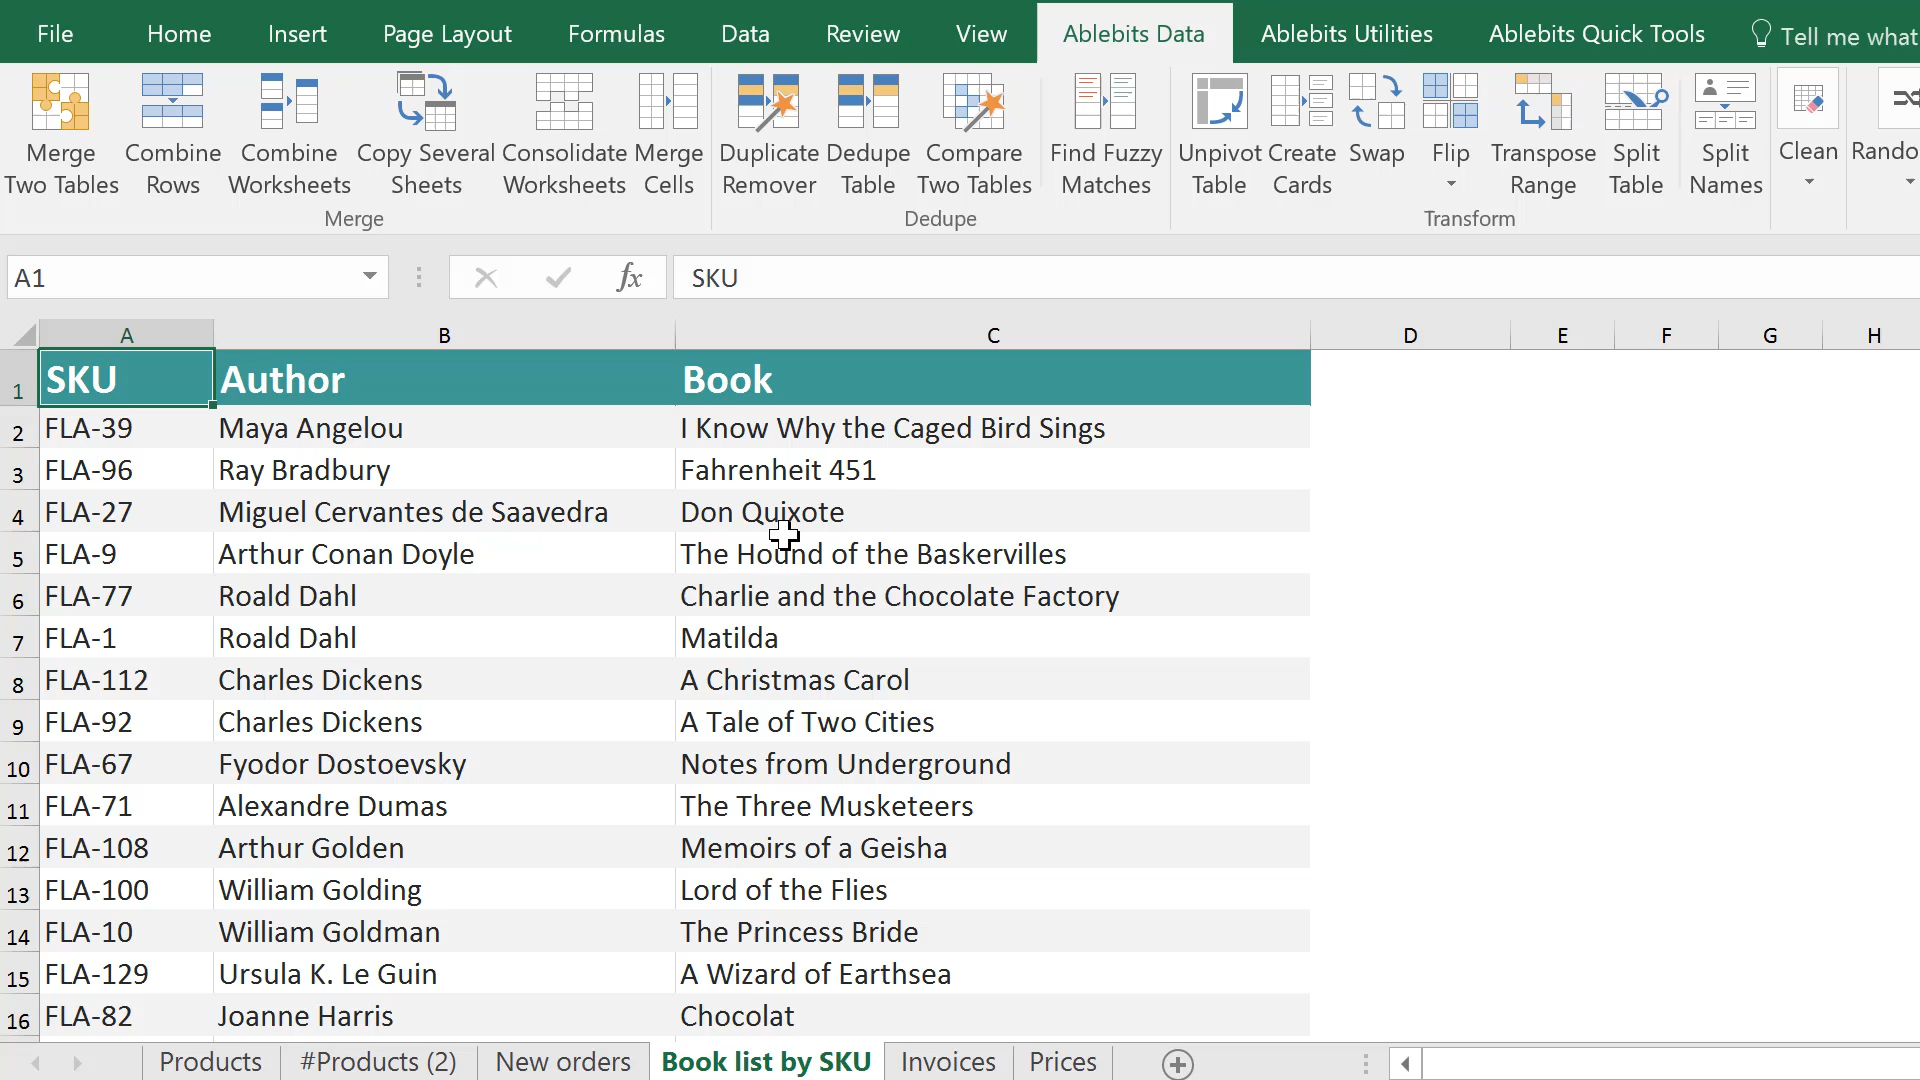 File Home Insert Page Layout Formulas Data Review View Ablebits Data Ablebits Utilities Ablebits Quick Tools Tell me what
Merge Two Tables
Combine Rows
Combine Worksheets
Copy Several Sheets
Consolidate Worksheets
Merge Cells
Duplicate Remover
Dedupe Table
Compare Two Tables
Find Fuzzy Matches
Unpivot Table
Create Cards
Swap
Flip
Transpose Range
Split Table
Split Names
Clean
Rando
Merge Dedupe Transform
A1 fx SKU
A B C D E F G H
1 SKU Author Book
2 FLA-39 Maya Angelou I Know Why the Caged Bird Sings
3 FLA-96 Ray Bradbury Fahrenheit 451
4 FLA-27 Miguel Cervantes de Saavedra Don Quixote
5 FLA-9 Arthur Conan Doyle The Hound of the Baskervilles
6 FLA-77 Roald Dahl Charlie and the Chocolate Factory
7 FLA-1 Roald Dahl Matilda
8 FLA-112 Charles Dickens A Christmas Carol
9 FLA-92 Charles Dickens A Tale of Two Cities
10 FLA-67 Fyodor Dostoevsky Notes from Underground
11 FLA-71 Alexandre Dumas The Three Musketeers
12 FLA-108 Arthur Golden Memoirs of a Geisha
13 FLA-100 William Golding Lord of the Flies
14 FLA-10 William Goldman The Princess Bride
15 FLA-129 Ursula K. Le Guin A Wizard of Earthsea
16 FLA-82 Joanne Harris Chocolat
Products #Products (2) New orders Book list by SKU Invoices Prices